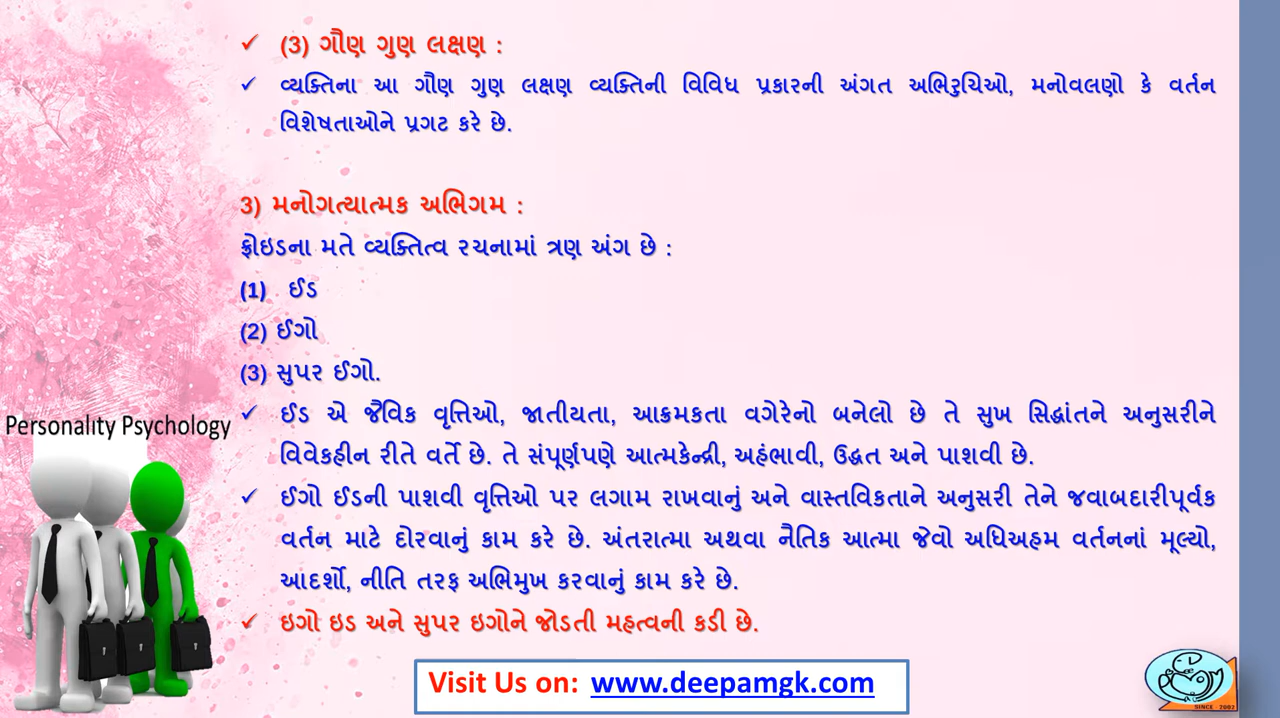 ✓ (3) ગૌણ ગુણ લક્ષણ :
✓ વ્યક્તિના આ ગૌણ ગુણ લક્ષણ વ્યક્તિની વિવિધ પ્રકારની અંગત અભિરુચિઓ, મનોવલણો કે વર્તન
વિશેષતાઓને પ્રગટ કરે છે.
3) મનોગત્યાત્મક અભિગમ :
ફ્રોઇડના મતે વ્યક્તિત્વ રચનામાં ત્રણ અંગ છે :
(1) ઈડ
(2) ઈગો
(3) સુપર ઈગો.
✓ ઈડ એ જૈવિક વૃત્તિઓ, જાતીયતા, આક્રમકતા વગેરેનો બનેલો છે તે સુખ સિદ્ધાંતને અનુસરીને
વિવેકહીન રીતે વર્તે છે. તે સંપૂર્ણપણે આત્મકેન્દ્રી, અહંભાવી, ઉદ્ધત અને પાશવી છે.
✓ ઈગો ઈડની પાશવી વૃત્તિઓ પર લગામ રાખવાનું અને વાસ્તવિકતાને અનુસરી તેને જવાબદારીપૂર્વક
વર્તન માટે દોરવાનું કામ કરે છે. અંતરાત્મા અથવા નૈતિક આત્મા જેવો અધિઅહમ વર્તનનાં મૂલ્યો,
આદર્શો, નીતિ તરફ અભિમુખ કરવાનું કામ કરે છે.
✓ ઇગો ઇડ અને સુપર ઇગોને જોડતી મહત્વની કડી છે.
Personality Psychology
Visit Us on: www.deepamgk.com
SINCE 2002